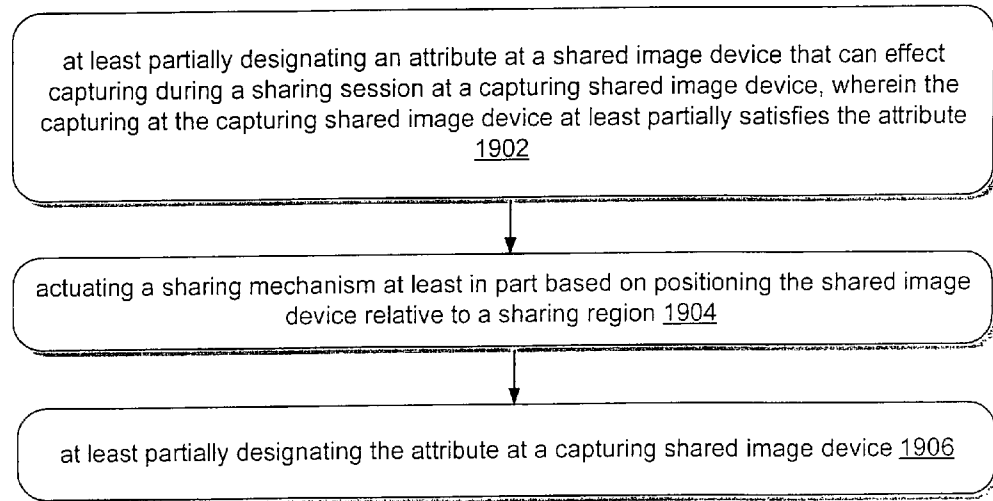 at least partially designating an attribute at a shared image device that can effect
capturing during a sharing session at a capturing shared image device, wherein the
capturing at the capturing shared image device at least partially satisfies the attribute
1902
actuating a sharing mechanism at least in part based on positioning the shared image
device relative to a sharing region 1904
at least partially designating the attribute at a capturing shared image device 1906